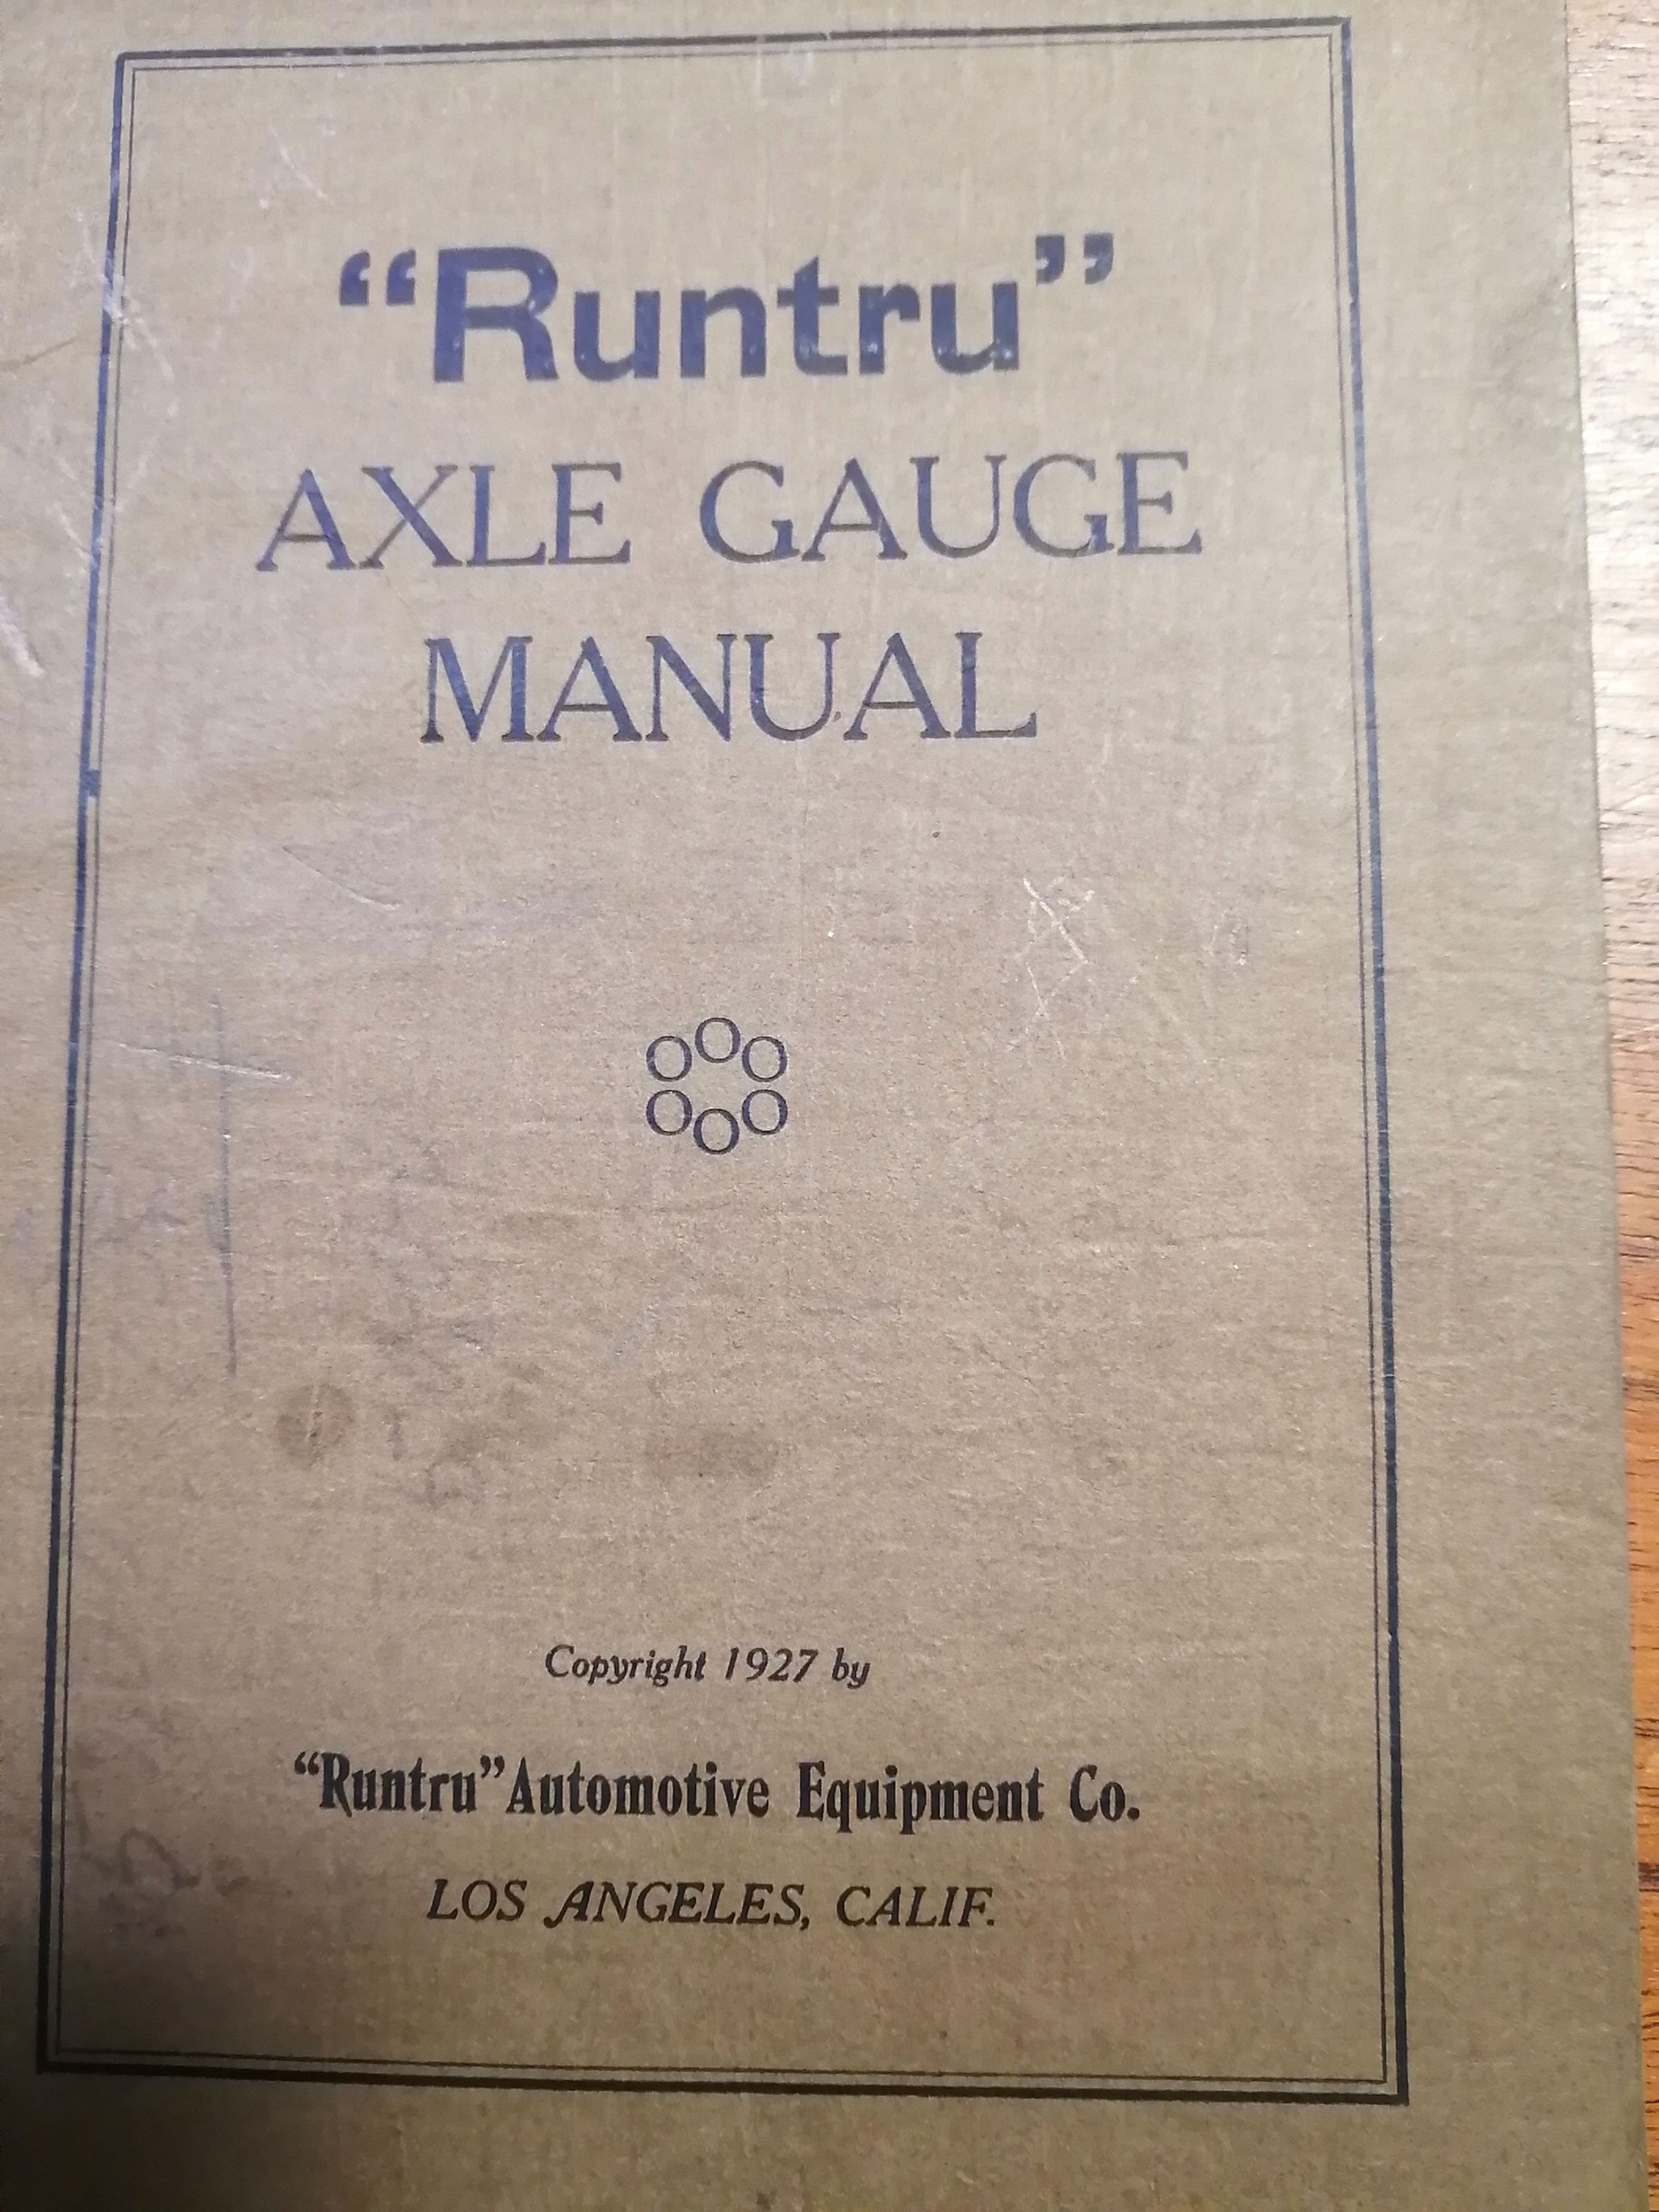 “Runtru”
AXLE GAUGE
MANUAL
Copyright 1927 by
“Runtru” Automotive Equipment Co.
LOS ANGELES, CALIF.